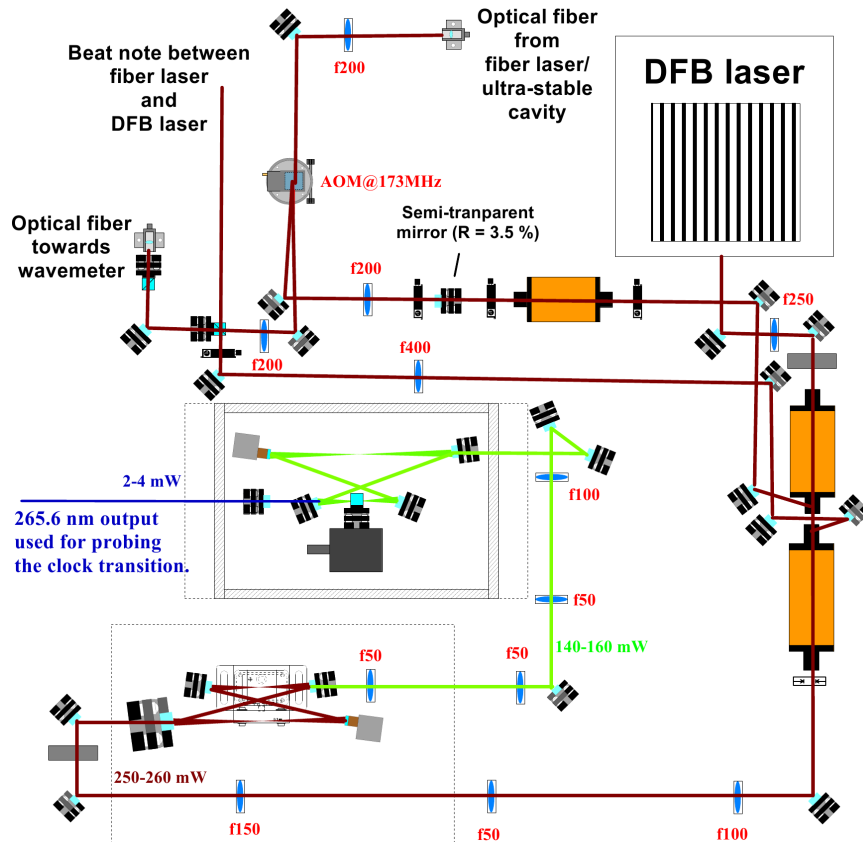 Optical fiber
from
fiber laser/
ultra-stable
cavity
Beat note between
fiber laser
and
DFB laser
f200
DFB laser
AOM@173MHz
Optical fiber
towards
wavemeter
Semi-tranparent
mirror (R = 3.5 %)
f200
f250
f200
f400
2-4 mW
265.6 nm output
used for probing
the clock transition.
f100
f50
140-160 mW
f50
f50
250-260 mW
f150
f50
f100